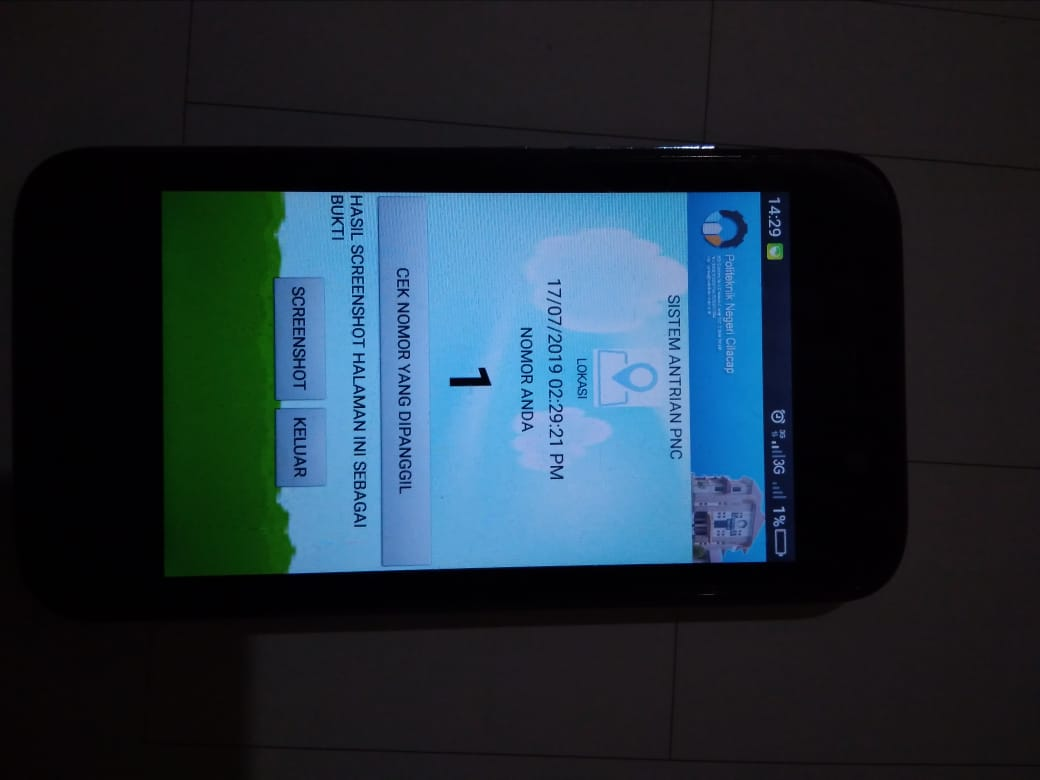 14:29 3G 3G 1%
Politeknik Negeri Cilacap
SISTEM ANTRIAN PNC
LOKASI
17/07/2019 02:29:21 PM
NOMOR ANDA
1
CEK NOMOR YANG DIPANGGIL
HASIL SCREENSHOT HALAMAN INI SEBAGAI
BUKTI
SCREENSHOT KELUAR